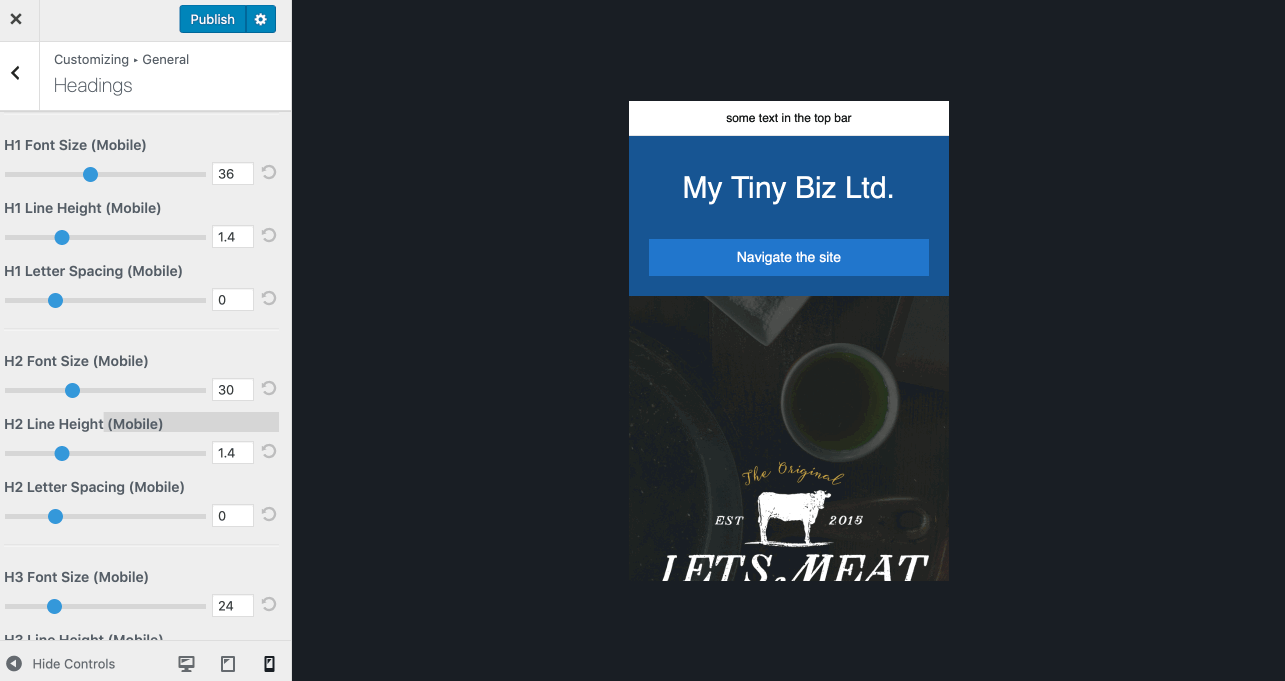 Publish
Customizing ▸ General
Headings
H1 Font Size (Mobile)
36
H1 Line Height (Mobile)
1.4
H1 Letter Spacing (Mobile)
0
H2 Font Size (Mobile)
30
H2 Line Height (Mobile)
1.4
H2 Letter Spacing (Mobile)
0
H3 Font Size (Mobile)
24
H3 Line Height (Mobile)
Hide Controls
some text in the top bar
My Tiny Biz Ltd.
Navigate the site
The Original
EST 2015
LETS MEAT